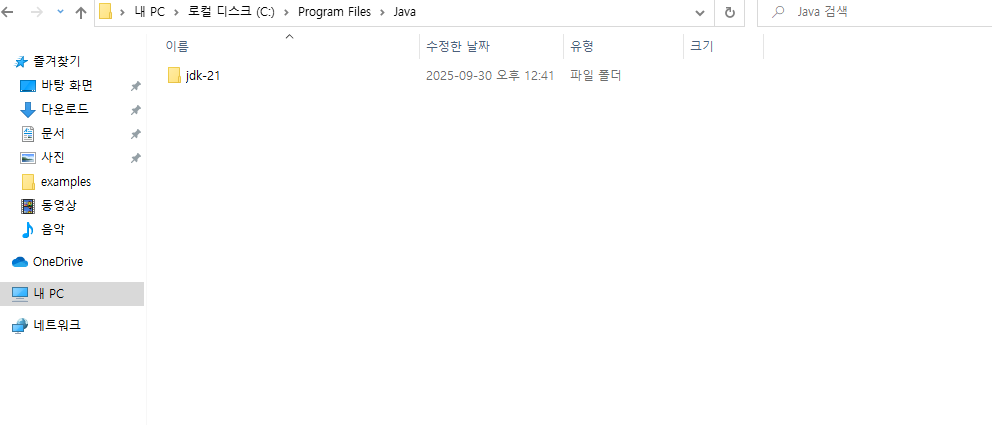 내 PC > 로컬 디스크 (C:) > Program Files > Java
Java 검색
이름 수정한 날짜 유형 크기
jdk-21 2025-09-30 오후 12:41 파일 폴더
즐겨찾기
바탕 화면
다운로드
문서
사진
examples
동영상
음악
OneDrive
내 PC
네트워크